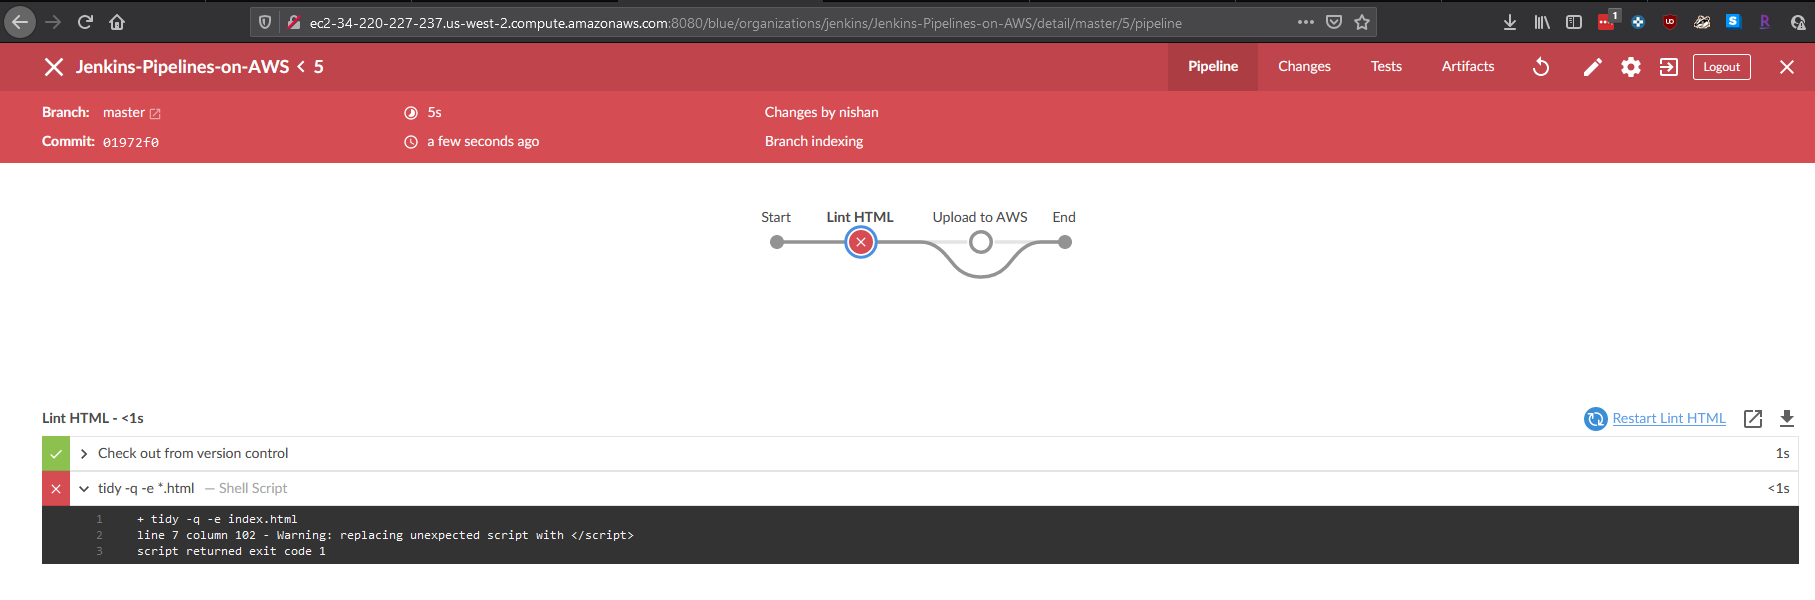 ec2-34-220-227-237.us-west-2.compute.amazonaws.com:8080/blue/organizations/jenkins/Jenkins-Pipelines-on-AWS/detail/master/5/pipeline
1
UD
S
R
Jenkins-Pipelines-on-AWS < 5
Pipeline Changes Tests Artifacts Logout
Branch: master 5s Changes by nishan
Commit: 01972f0 a few seconds ago Branch indexing
Start Lint HTML Upload to AWS End
Lint HTML - <1s Restart Lint HTML
Check out from version control 1s
tidy -q -e *.html — Shell Script <1s
1 + tidy -q -e index.html
2 line 7 column 102 - Warning: replacing unexpected script with </script>
3 script returned exit code 1